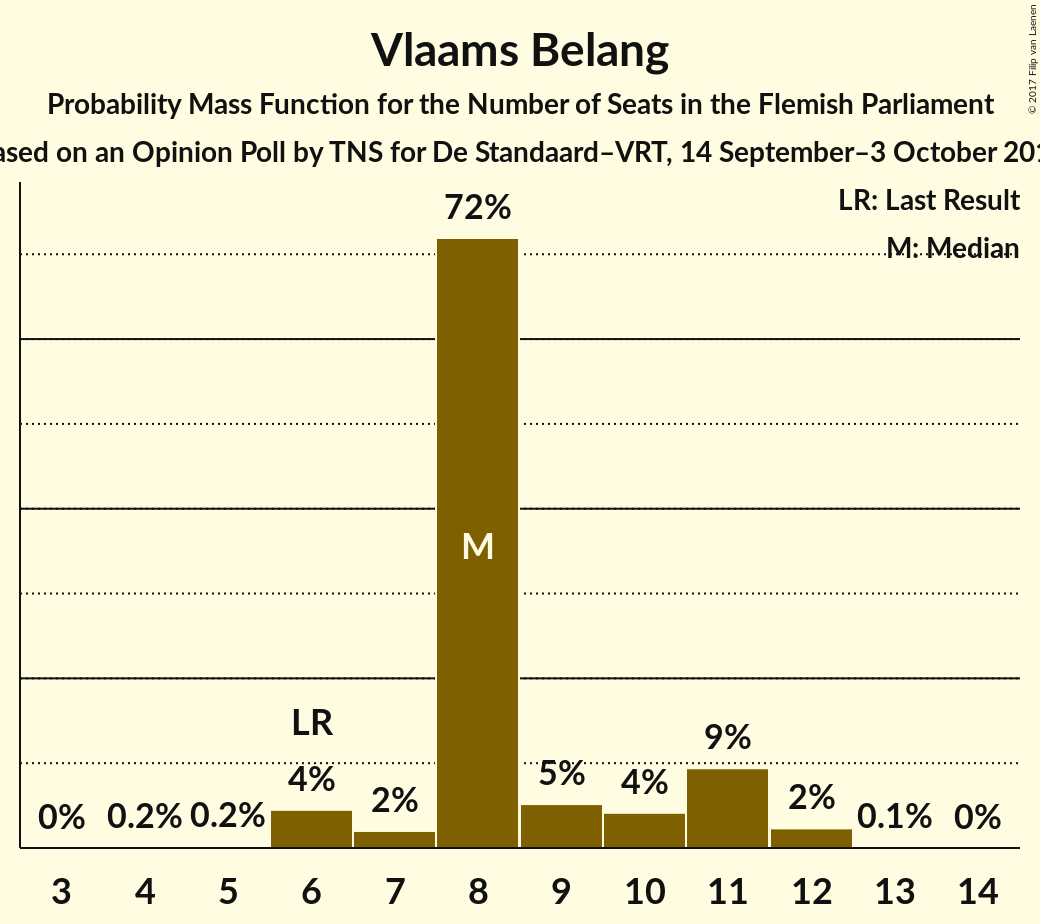 Vlaams Belang
Probability Mass Function for the Number of Seats in the Flemish Parliament
on an Opinion Poll by TNS for De Standaard–VRT, 14 September–3 October
© 2017 Filip van Laenen
LR: Last Result
M: Median
72%
M
LR
0% 0.2% 0.2% 4% 2% 5% 4% 9% 2% 0.1% 0%
3 4 5 6 7 8 9 10 11 12 13 14